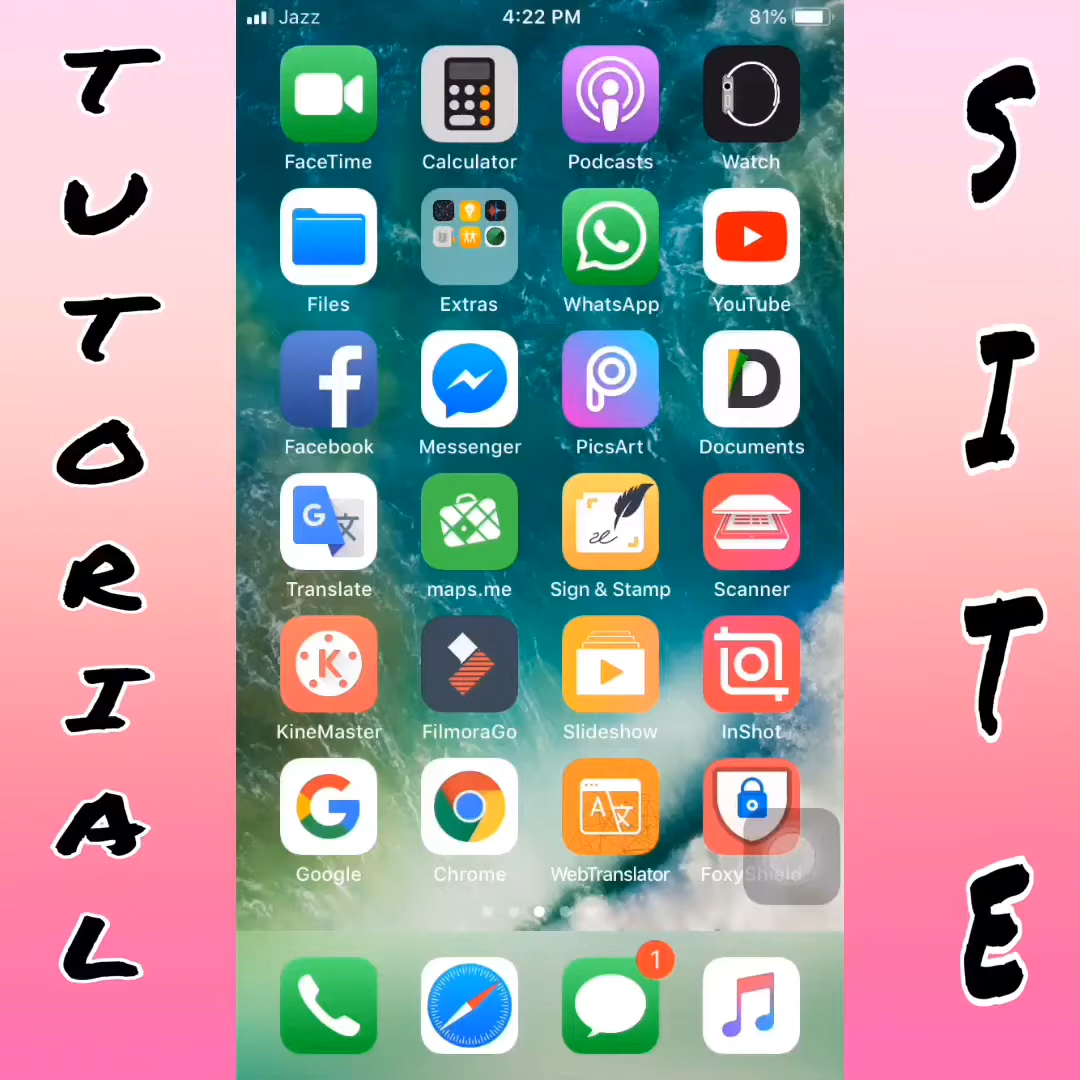 TUTORIAL
Jazz 4:22 PM 81%
FaceTime Calculator Podcasts Watch
Files Extras WhatsApp YouTube
Facebook Messenger PicsArt Documents
Translate maps.me Sign & Stamp Scanner
KineMaster FilmoraGo Slideshow InShot
Google Chrome WebTranslator FoxyShield
1
SITE